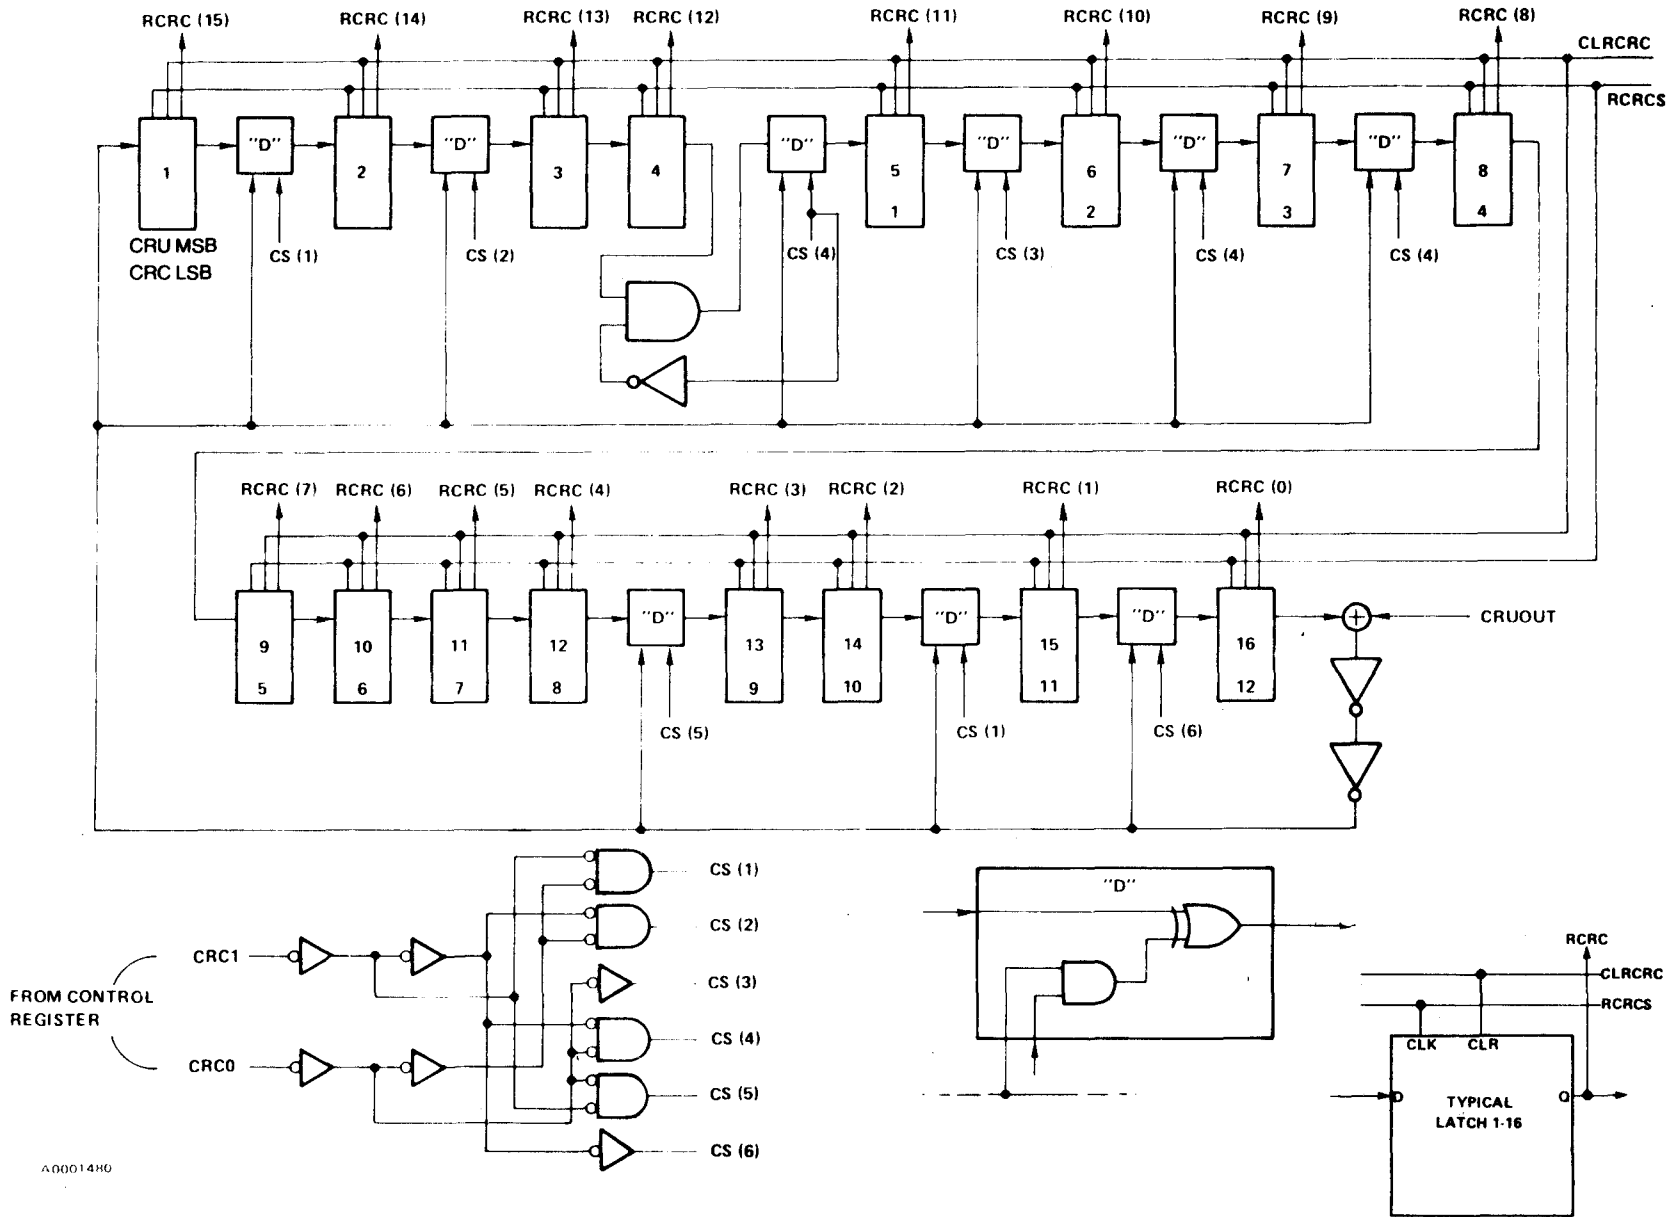 RCRC (15) RCRC (14) RCRC (13) RCRC (12) RCRC (11) RCRC (10) RCRC (9) RCRC (8)
CLRCRC
RCRCS
"D" "D" "D" "D" "D" "D"
1 2 3 4 5 6 7 8
1 2 3 4
CRU MSB
CRC LSB
CS (1) CS (2) CS (4) CS (3) CS (4) CS (4)
RCRC (7) RCRC (6) RCRC (5) RCRC (4) RCRC (3) RCRC (2) RCRC (1) RCRC (0)
"D" "D" "D"
CRUOUT
9 10 11 12 13 14 15 16
5 6 7 8 9 10 11 12
CS (5) CS (1) CS (6)
CS (1)
CS (2)
CS (3)
CS (4)
CS (5)
CS (6)
CRC1
FROM CONTROL
REGISTER
CRC0
"D"
RCRC
CLRCRC
RCRCS
CLK CLR
D Q
TYPICAL
LATCH 1-16
A0001480